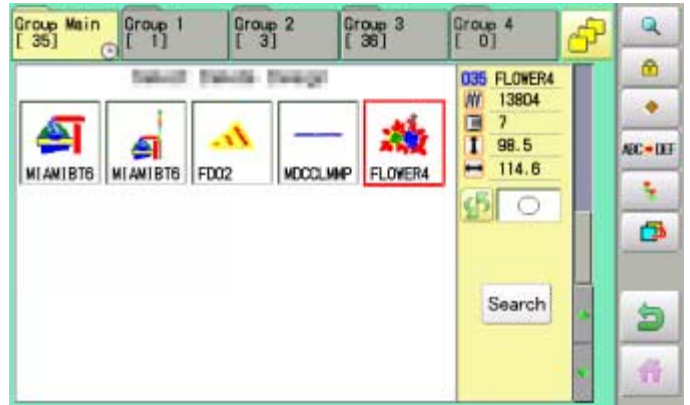 Group Main
[ 35]
Group 1
[ 1]
Group 2
[ 3]
Group 3
[ 36]
Group 4
[ 0]
MIAMIBT6
MIAMIBT6
FD02
MDCCLMMP
FLOWER4
035 FLOWER4
13804
7
98.5
114.6
Search
ABC DEF